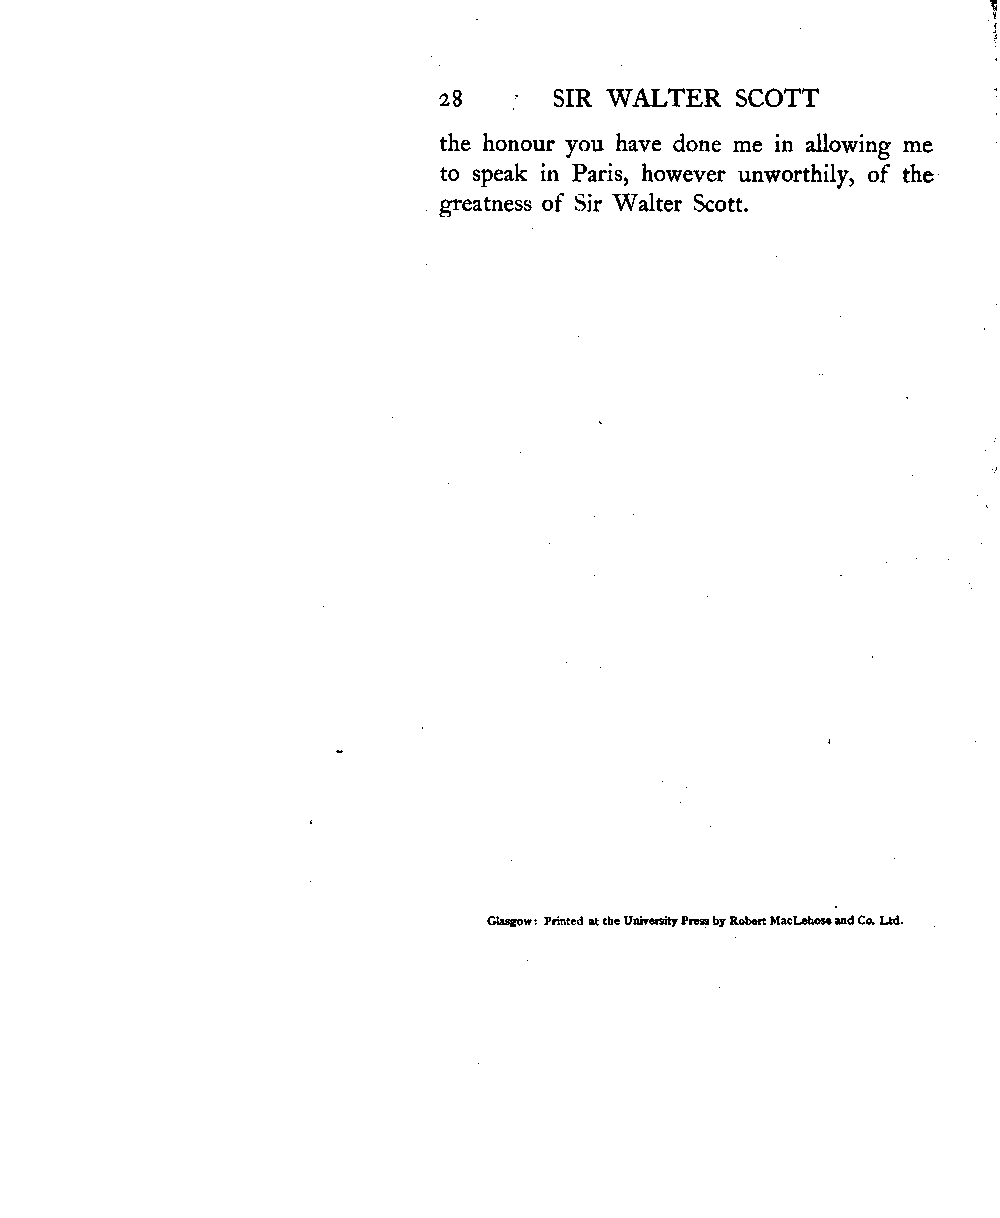 28 SIR WALTER SCOTT
the honour you have done me in allowing me
to speak in Paris, however unworthily, of the
greatness of Sir Walter Scott.
Glasgow: Printed at the University Press by Robert MacLehose and Co. Ltd.